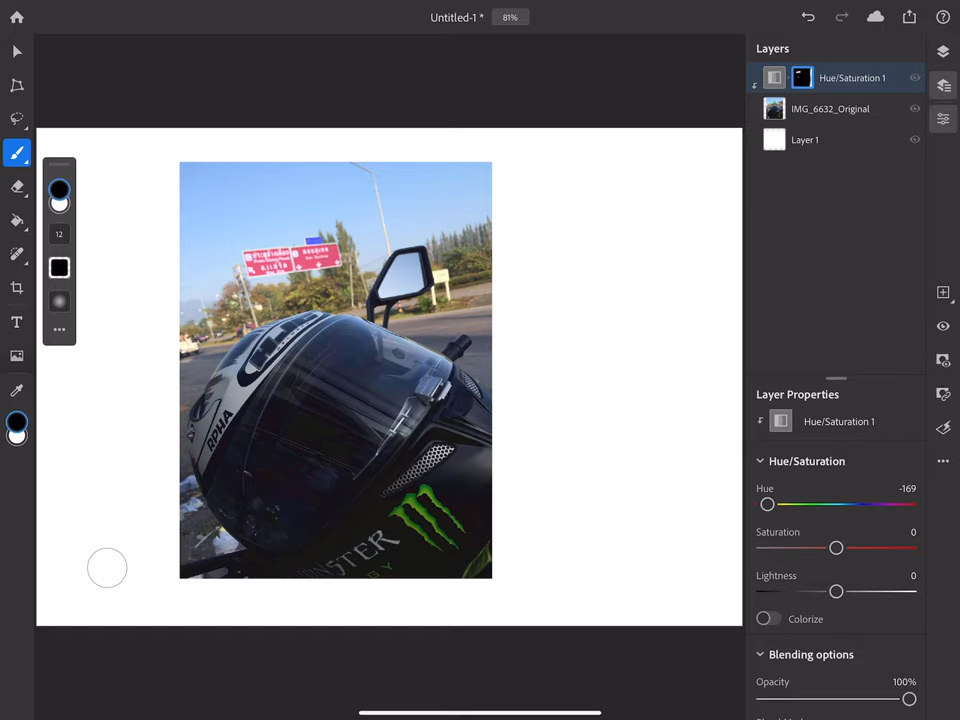 Untitled-1 *
81%
Layers
Hue/Saturation 1
IMG_6632_Original
Layer 1
12
RPHA
Layer Properties
Hue/Saturation 1
Hue/Saturation
Hue
-169
Saturation
0
Lightness
0
Colorize
Blending options
Opacity
100%